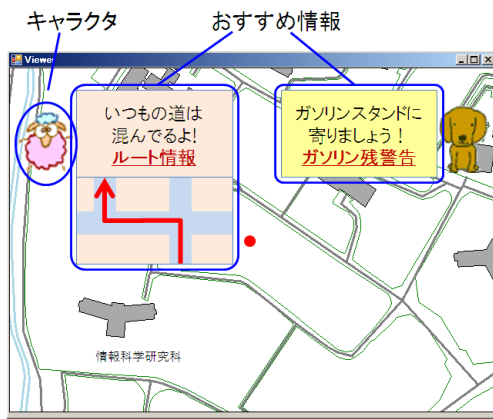 キャラクタ
おすすめ情報
Viewer
いつもの道は
混んでるよ!
ルート情報
ガソリンスタンドに
寄りましょう！
ガソリン残警告
情報科学研究科